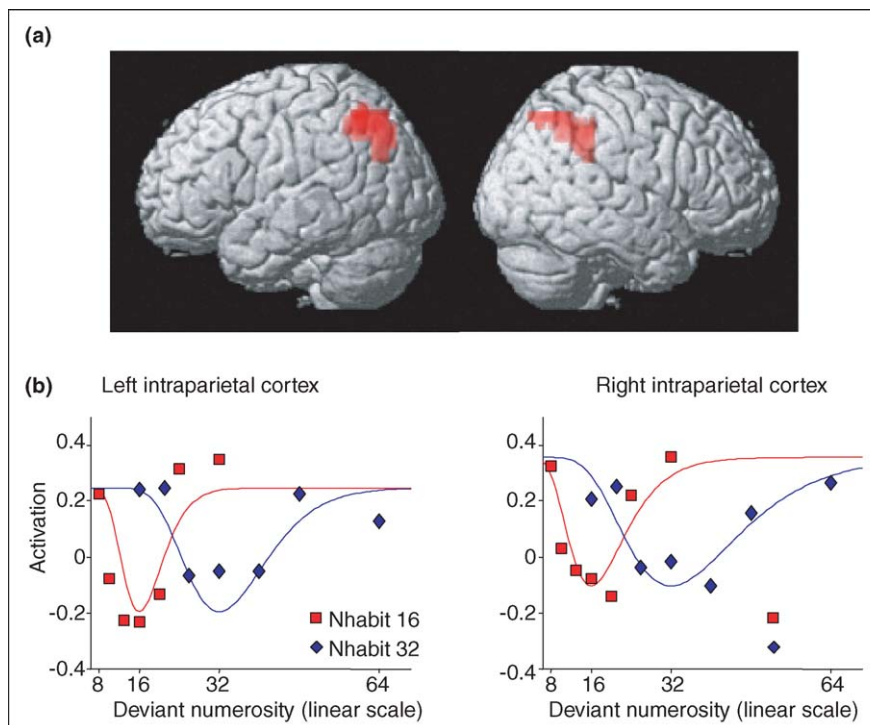 (a)
(b) Left intraparietal cortex
Right intraparietal cortex
Activation
0.4
0.2
0
-0.2
-0.4
Nhabit 16
Nhabit 32
8 16 32 64
Deviant numerosity (linear scale)
0.4
0.2
0
-0.2
-0.4
8 16 32 64
Deviant numerosity (linear scale)